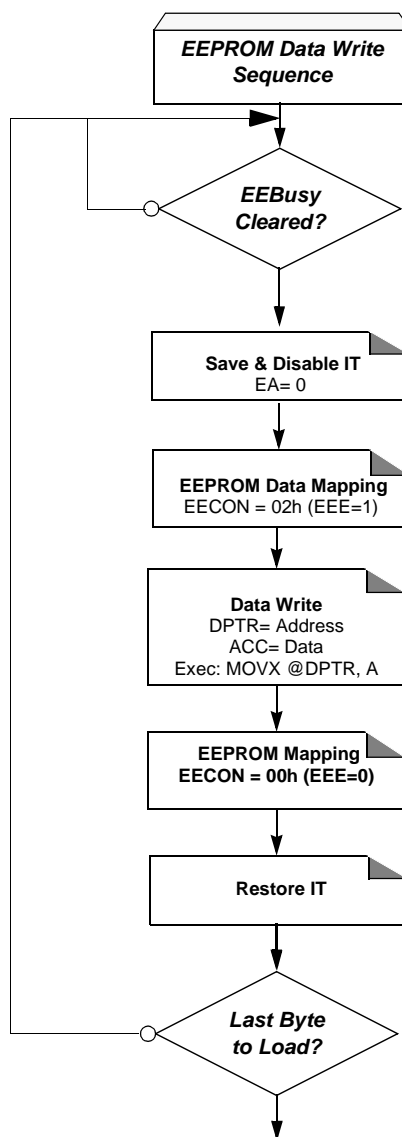 EEPROM Data Write
Sequence
EEBusy
Cleared?
Save & Disable IT
EA= 0
EEPROM Data Mapping
EECON = 02h (EEE=1)
Data Write
DPTR= Address
ACC= Data
Exec: MOVX @DPTR, A
EEPROM Mapping
EECON = 00h (EEE=0)
Restore IT
Last Byte
to Load?